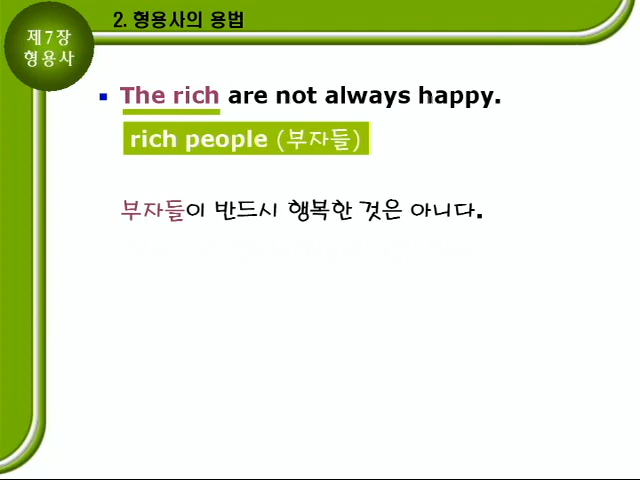 제7장
형용사
2. 형용사의 용법
The rich are not always happy.
rich people (부자들)
부자들이 반드시 행복한 것은 아니다.